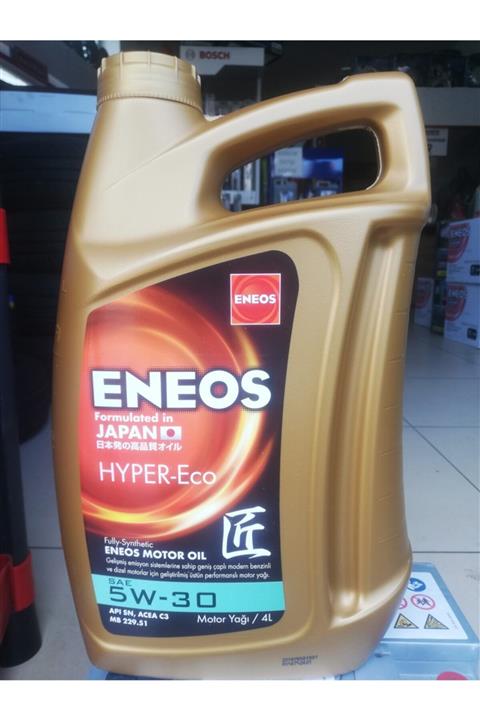 BOSCH
ENEOS
ENEOS
Formulated in
JAPAN
日本発の高品質オイル
HYPER-Eco
匠
Fully-Synthetic
ENEOS MOTOR OIL
Gelişmiş emisyon sistemlerine sahip geniş çaplı modern benzinli
ve dizel motorlar için geliştirilmiş üstün performanslı motor yağı.
SAE
5W-30
API SN, ACEA C3
MB 229.51
Motor Yağı / 4L